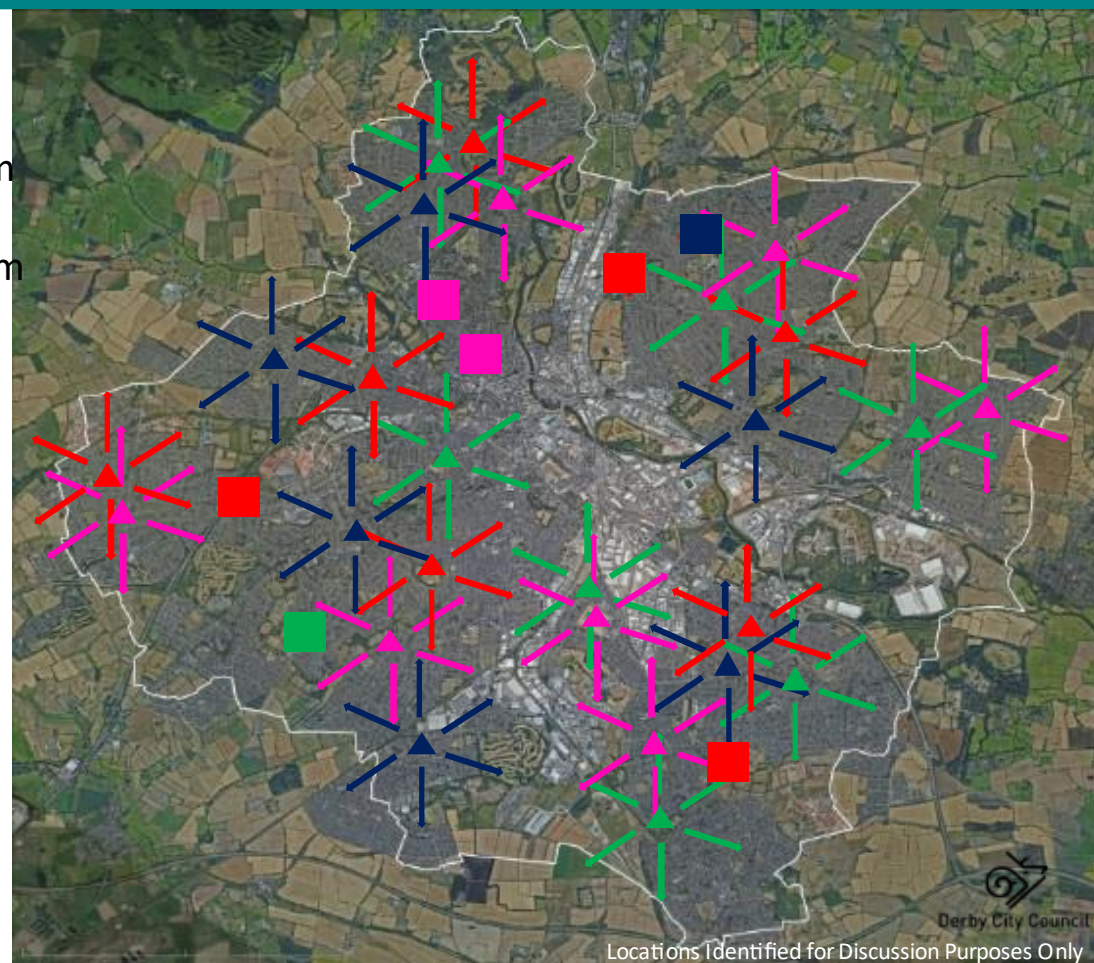 m
m
Derby City Council
Locations Identified for Discussion Purposes Only